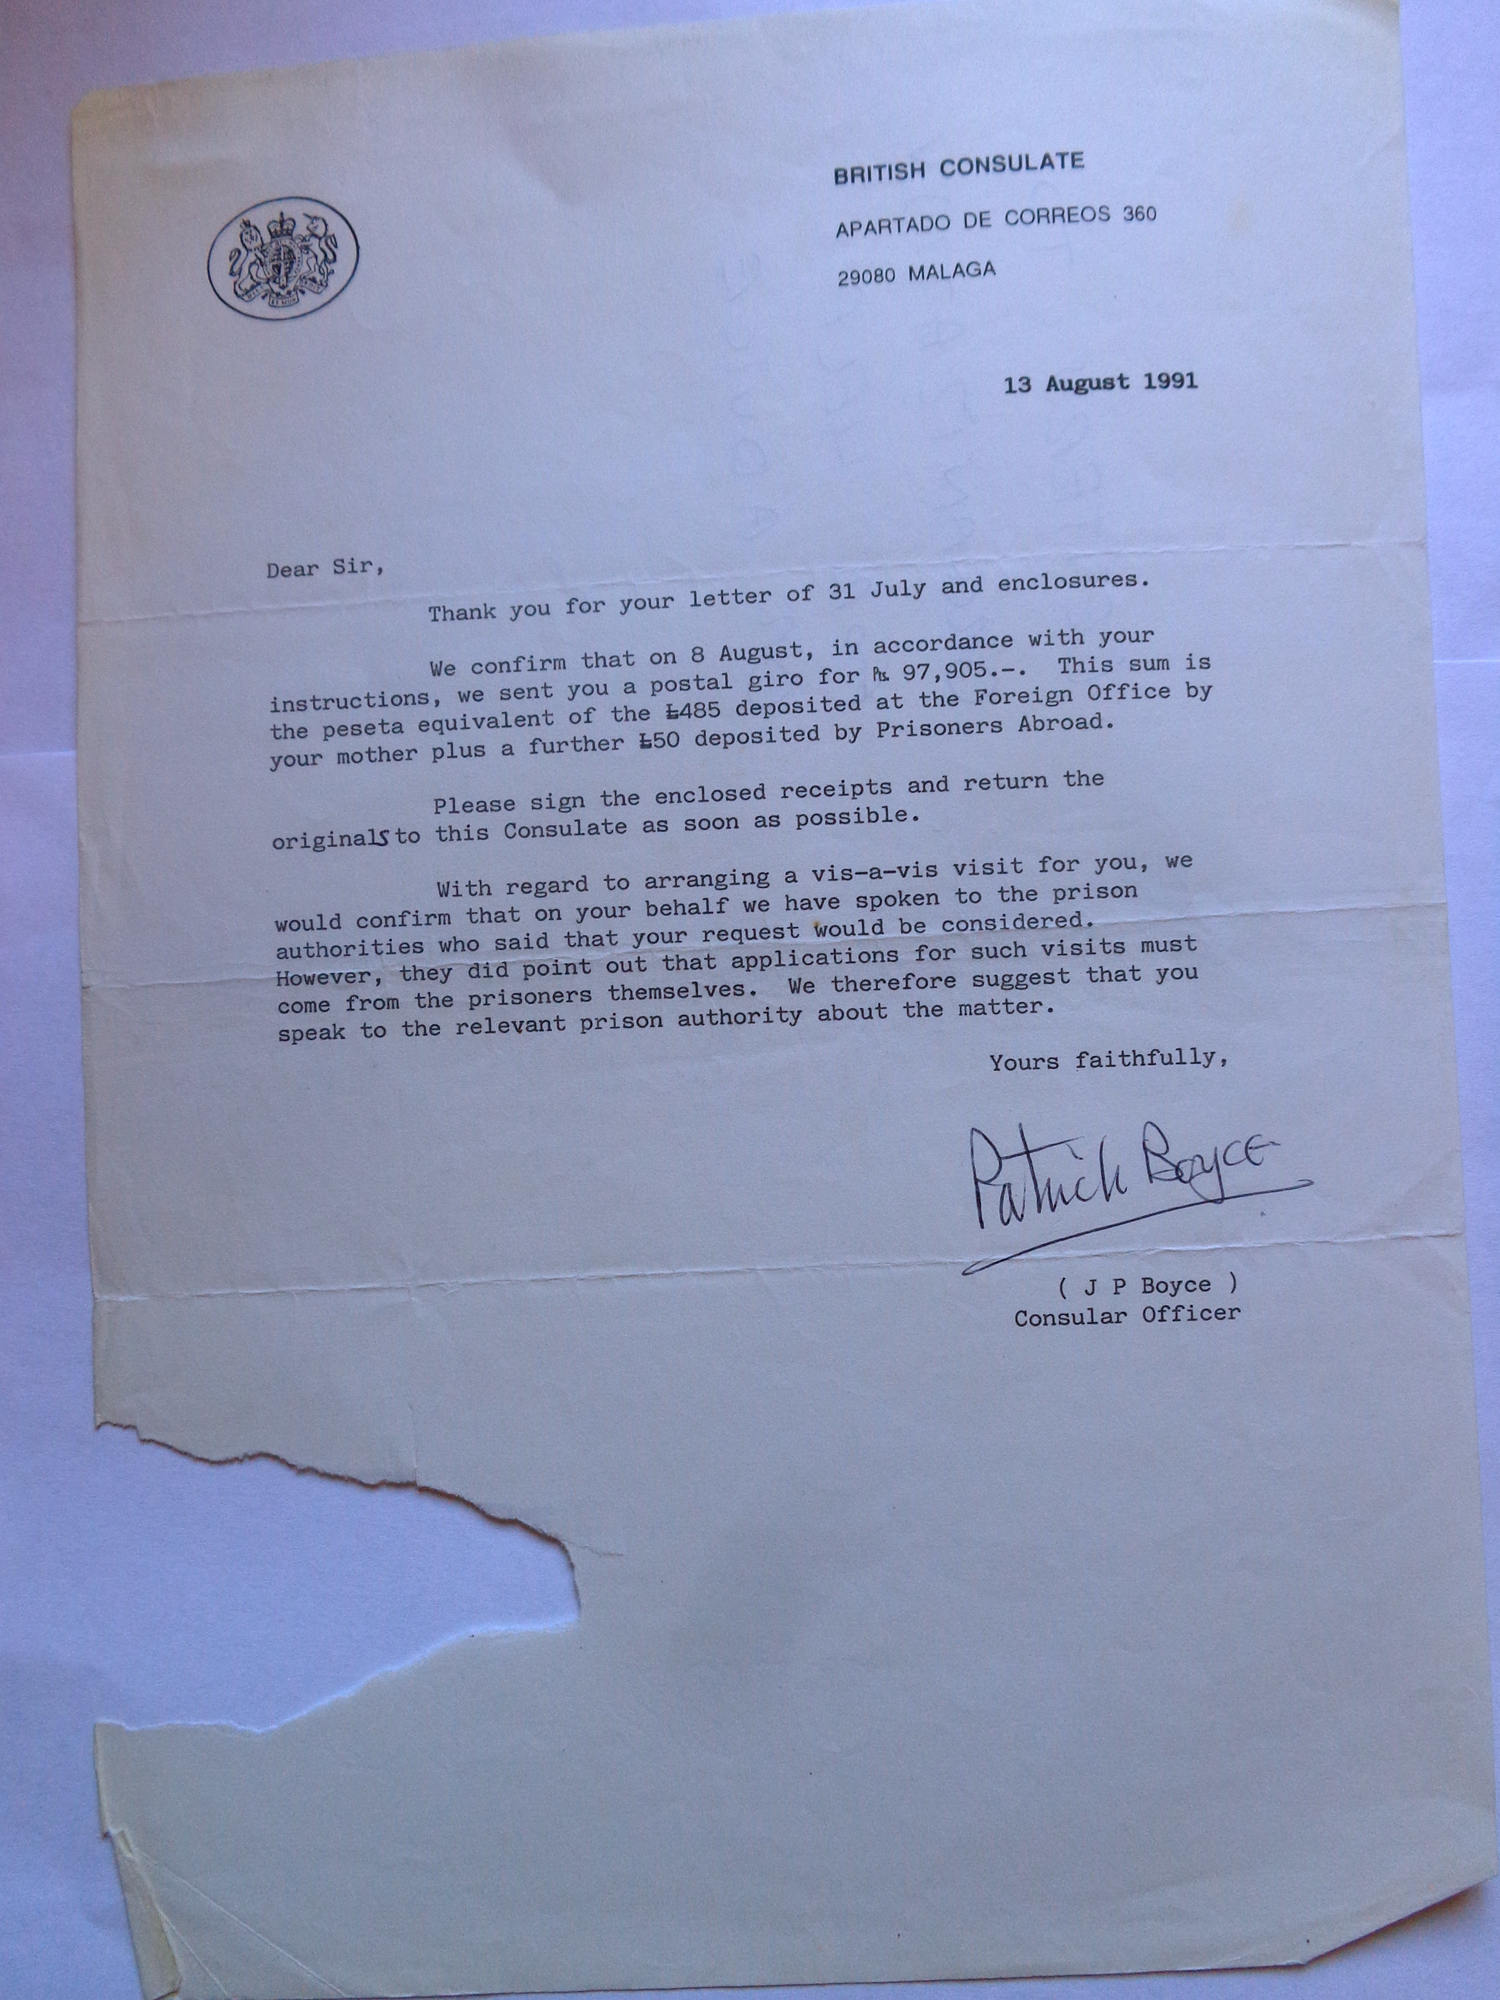 BRITISH CONSULATE
APARTADO DE CORREOS 360
29080 MALAGA
13 August 1991
Dear Sir,
Thank you for your letter of 31 July and enclosures.
We confirm that on 8 August, in accordance with your
instructions, we sent you a postal giro for ₧ 97,905.-. This sum is
the peseta equivalent of the £485 deposited at the Foreign Office by
your mother plus a further £50 deposited by Prisoners Abroad.
Please sign the enclosed receipts and return the
originals to this Consulate as soon as possible.
With regard to arranging a vis-a-vis visit for you, we
would confirm that on your behalf we have spoken to the prison
authorities who said that your request would be considered.
However, they did point out that applications for such visits must
come from the prisoners themselves. We therefore suggest that you
speak to the relevant prison authority about the matter.
Yours faithfully,
Patrick Boyce
( J P Boyce )
Consular Officer